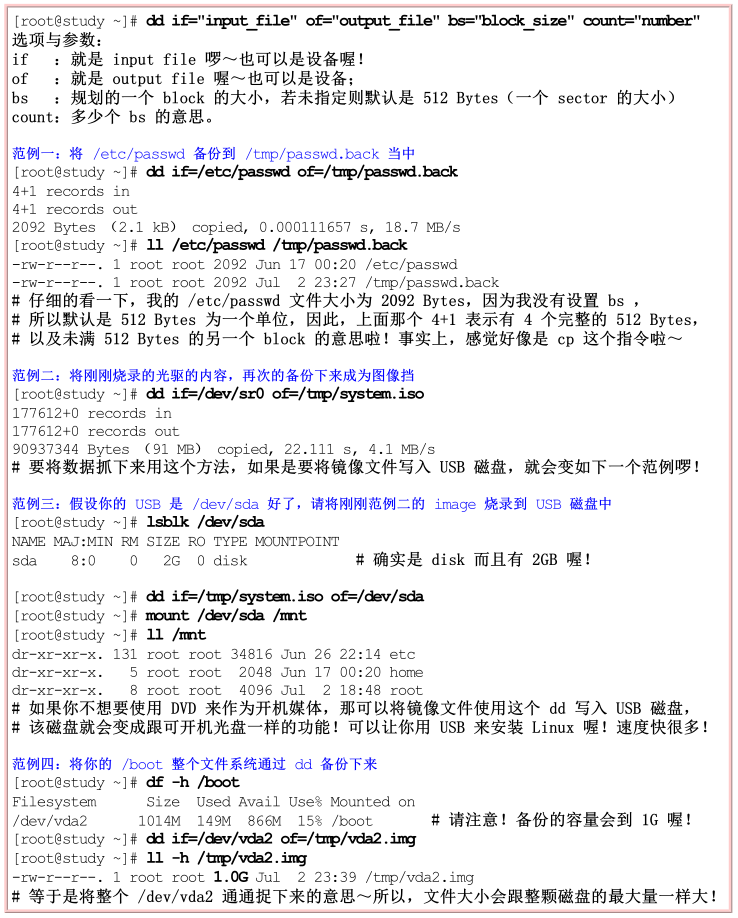 [root@study ~]# dd if="input_file" of="output_file" bs="block_size" count="number"
选项与参数：
if   ：就是 input file 啰～也可以是设备喔！
of   ：就是 output file 喔～也可以是设备；
bs   ：规划的一个 block 的大小，若未指定则默认是 512 Bytes（一个 sector 的大小）
count：多少个 bs 的意思。
范例一：将 /etc/passwd 备份到 /tmp/passwd.back 当中
[root@study ~]# dd if=/etc/passwd of=/tmp/passwd.back
4+1 records in
4+1 records out
2092 Bytes （2.1 kB） copied, 0.000111657 s, 18.7 MB/s
[root@study ~]# ll /etc/passwd /tmp/passwd.back
-rw-r--r--. 1 root root 2092 Jun 17 00:20 /etc/passwd
-rw-r--r--. 1 root root 2092 Jul  2 23:27 /tmp/passwd.back
# 仔细的看一下，我的 /etc/passwd 文件大小为 2092 Bytes，因为我没有设置 bs ，
# 所以默认是 512 Bytes 为一个单位，因此，上面那个 4+1 表示有 4 个完整的 512 Bytes，
# 以及未满 512 Bytes 的另一个 block 的意思啦！事实上，感觉好像是 cp 这个指令啦～
范例二：将刚刚烧录的光驱的内容，再次的备份下来成为图像挡
[root@study ~]# dd if=/dev/sr0 of=/tmp/system.iso
177612+0 records in
177612+0 records out
90937344 Bytes （91 MB） copied, 22.111 s, 4.1 MB/s
# 要将数据抓下来用这个方法，如果是要将镜像文件写入 USB 磁盘，就会变如下一个范例啰！
范例三：假设你的 USB 是 /dev/sda 好了，请将刚刚范例二的 image 烧录到 USB 磁盘中
[root@study ~]# lsblk /dev/sda
NAME MAJ:MIN RM SIZE RO TYPE MOUNTPOINT
sda    8:0    0   2G  0 disk             # 确实是 disk 而且有 2GB 喔！
[root@study ~]# dd if=/tmp/system.iso of=/dev/sda
[root@study ~]# mount /dev/sda /mnt
[root@study ~]# ll /mnt
dr-xr-xr-x. 131 root root 34816 Jun 26 22:14 etc
dr-xr-xr-x.   5 root root  2048 Jun 17 00:20 home
dr-xr-xr-x.   8 root root  4096 Jul  2 18:48 root
# 如果你不想要使用 DVD 来作为开机媒体，那可以将镜像文件使用这个 dd 写入 USB 磁盘，
# 该磁盘就会变成跟可开机光盘一样的功能！可以让你用 USB 来安装 Linux 喔！速度快很多！
范例四：将你的 /boot 整个文件系统通过 dd 备份下来
[root@study ~]# df -h /boot
Filesystem      Size  Used Avail Use% Mounted on
/dev/vda2      1014M  149M  866M  15% /boot       # 请注意！备份的容量会到 1G 喔！
[root@study ~]# dd if=/dev/vda2 of=/tmp/vda2.img
[root@study ~]# ll -h /tmp/vda2.img
-rw-r--r--. 1 root root 1.0G Jul  2 23:39 /tmp/vda2.img
# 等于是将整个 /dev/vda2 通通捉下来的意思～所以，文件大小会跟整颗磁盘的最大量一样大！